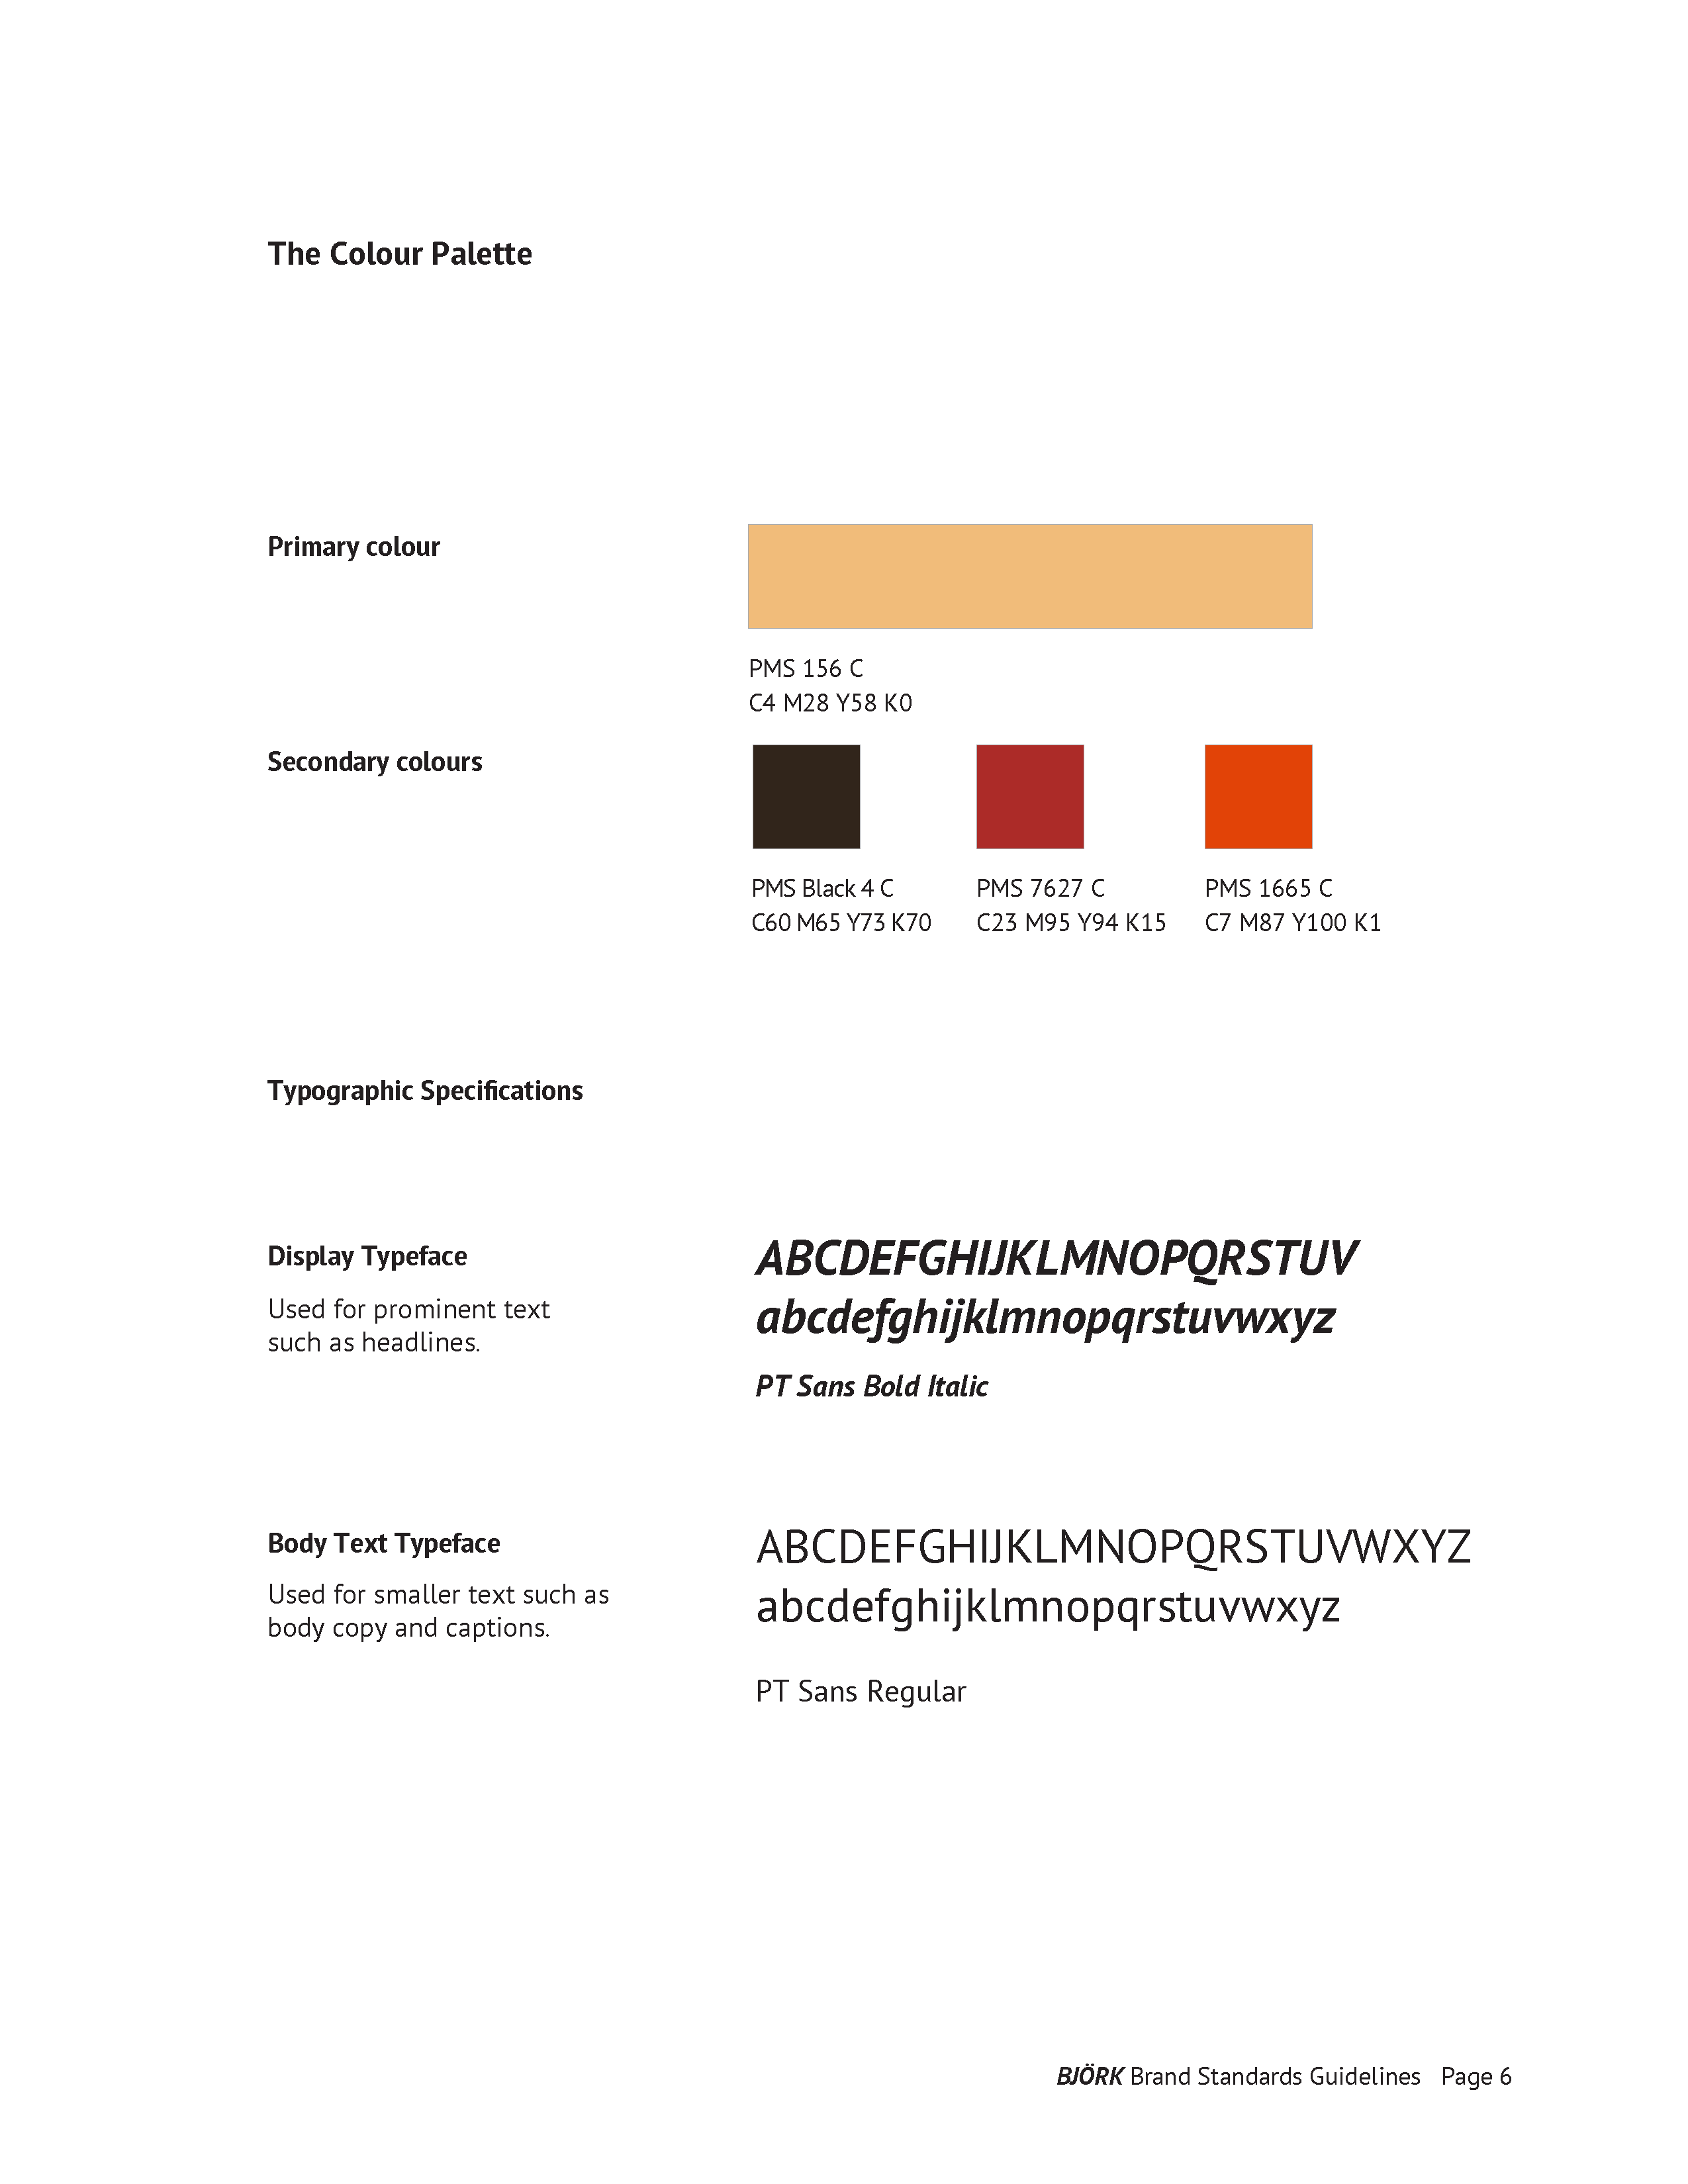 The Colour Palette
Primary colour
PMS 156 C
C4 M28 Y58 K0
Secondary colours
PMS Black 4 C
C60 M65 Y73 K70
PMS 7627 C
C23 M95 Y94 K15
PMS 1665 C
C7 M87 Y100 K1
Typographic Specifications
Display Typeface
Used for prominent text
such as headlines.
ABCDEFGHIJKLMNOPQRSTUV
abcdefghijklmnopqrstuvwxyz
PT Sans Bold Italic
Body Text Typeface
Used for smaller text such as
body copy and captions.
ABCDEFGHIJKLMNOPQRSTUVWXYZ
abcdefghijklmnopqrstuvwxyz
PT Sans Regular
BJÖRK Brand Standards Guidelines Page 6